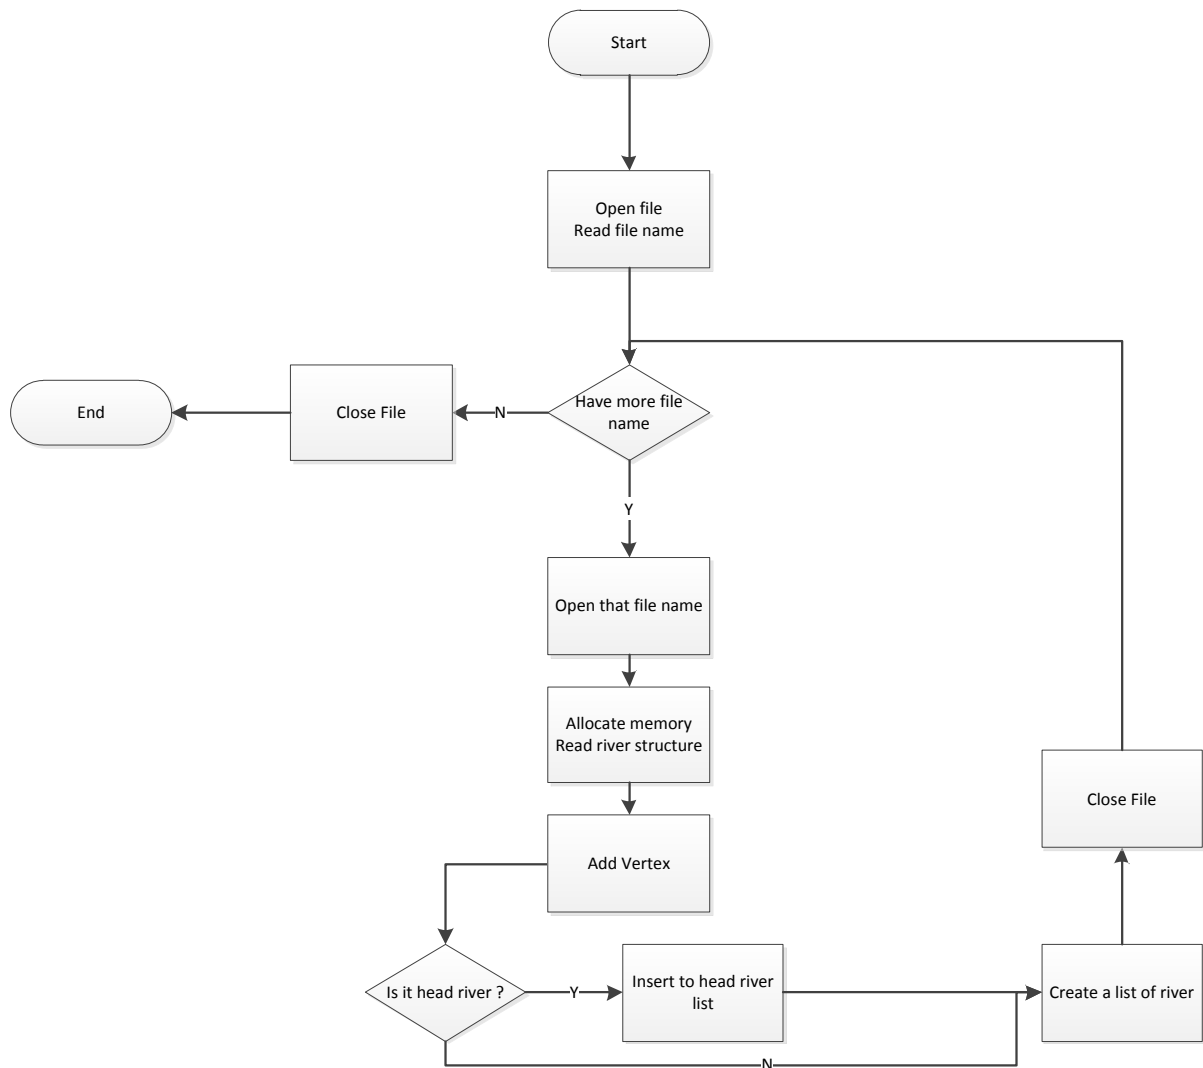 Start
Open file
Read file name
Have more file
name
N
Close File
End
Y
Open that file name
Allocate memory
Read river structure
Add Vertex
Is it head river ?
Y
Insert to head river
list
N
Create a list of river
Close File